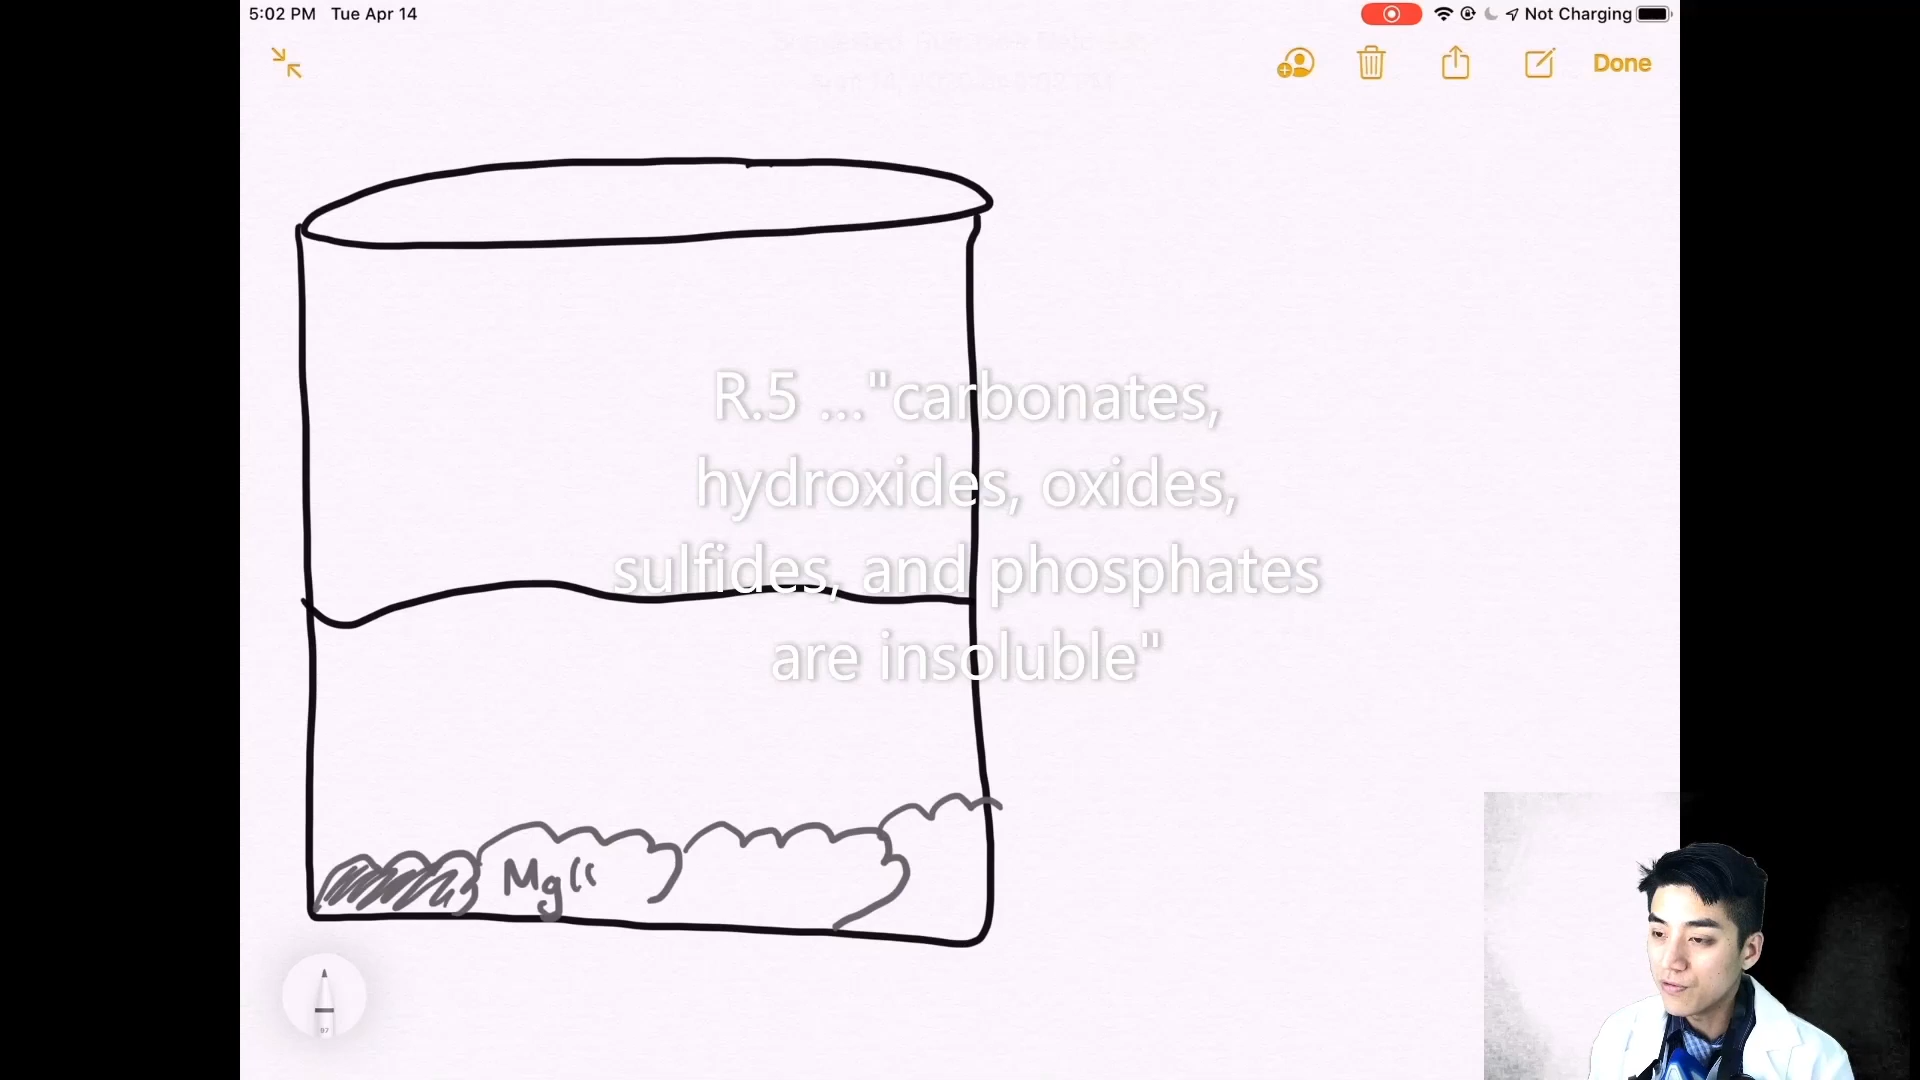 5:02 PM Tue Apr 14
Not Charging
Done
R.5 ..."carbonates,
hydroxides, oxides,
sulfides, and phosphates
are insoluble"
Mg((
97